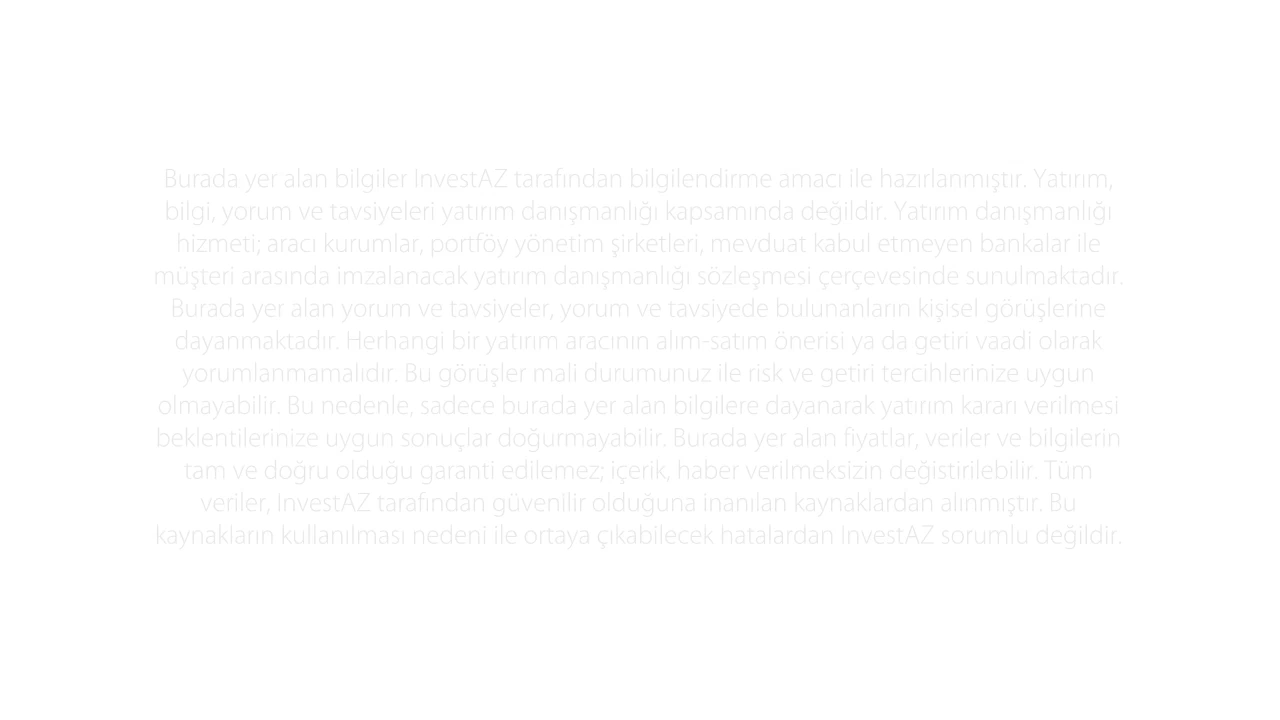 Burada yer alan bilgiler InvestAZ tarafından bilgilendirme amacı ile hazırlanmıştır. Yatırım,
bilgi, yorum ve tavsiyeleri yatırım danışmanlığı kapsamında değildir. Yatırım danışmanlığı
hizmeti; aracı kurumlar, portföy yönetim şirketleri, mevduat kabul etmeyen bankalar ile
müşteri arasında imzalanacak yatırım danışmanlığı sözleşmesi çerçevesinde sunulmaktadır.
Burada yer alan yorum ve tavsiyeler, yorum ve tavsiyede bulunanların kişisel görüşlerine
dayanmaktadır. Herhangi bir yatırım aracının alım-satım önerisi ya da getiri vaadi olarak
yorumlanmamalıdır. Bu görüşler mali durumunuz ile risk ve getiri tercihlerinize uygun
olmayabilir. Bu nedenle, sadece burada yer alan bilgilere dayanarak yatırım kararı verilmesi
beklentilerinize uygun sonuçlar doğurmayabilir. Burada yer alan fiyatlar, veriler ve bilgilerin
tam ve doğru olduğu garanti edilemez; içerik, haber verilmeksizin değistirilebilir. Tüm
veriler, InvestAZ tarafından güvenilir olduğuna inanılan kaynaklardan alınmıştır. Bu
kaynakların kullanılması nedeni ile ortaya çıkabilecek hatalardan InvestAZ sorumlu değildir.